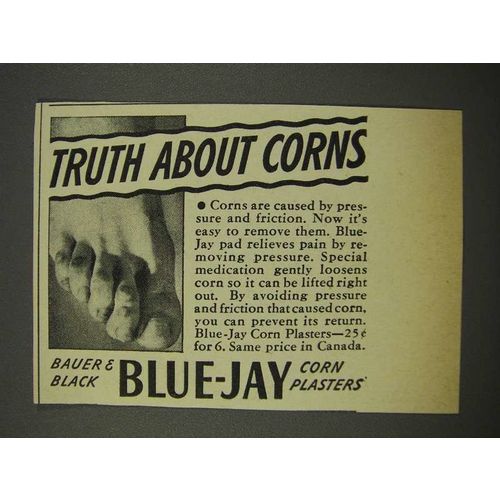 TRUTH ABOUT CORNS
● Corns are caused by pres-
sure and friction. Now it's
easy to remove them. Blue-
Jay pad relieves pain by re-
moving pressure. Special
medication gently loosens
corn so it can be lifted right
out. By avoiding pressure
and friction that caused corn,
you can prevent its return.
Blue-Jay Corn Plasters—25¢
for 6. Same price in Canada.
BAUER & BLACK BLUE-JAY CORN PLASTERS